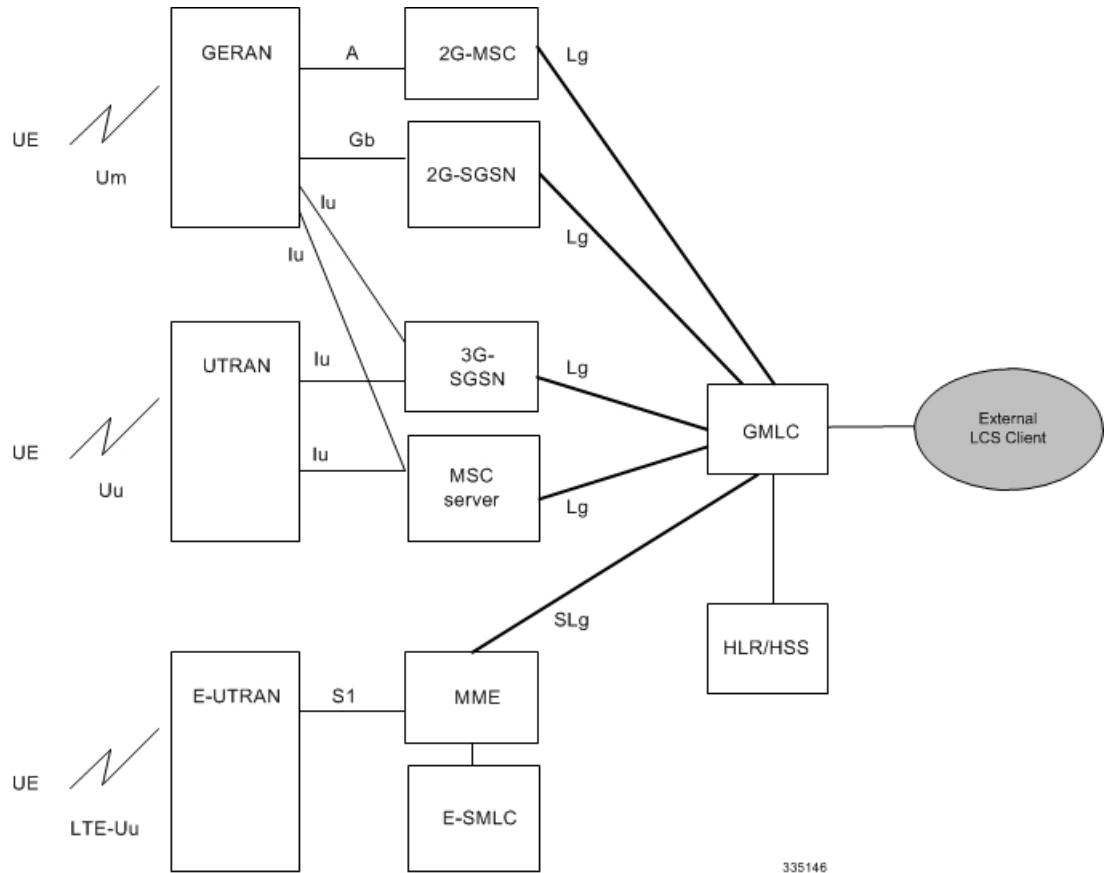 GERAN
A
2G-MSC
Lg
UE
Um
Gb
2G-SGSN
Iu
Iu
Lg
UTRAN
Iu
3G-
SGSN
Lg
GMLC
External
LCS Client
UE
Uu
Iu
MSC
server
Lg
SLg
HLR/HSS
E-UTRAN
S1
MME
UE
LTE-Uu
E-SMLC
335146